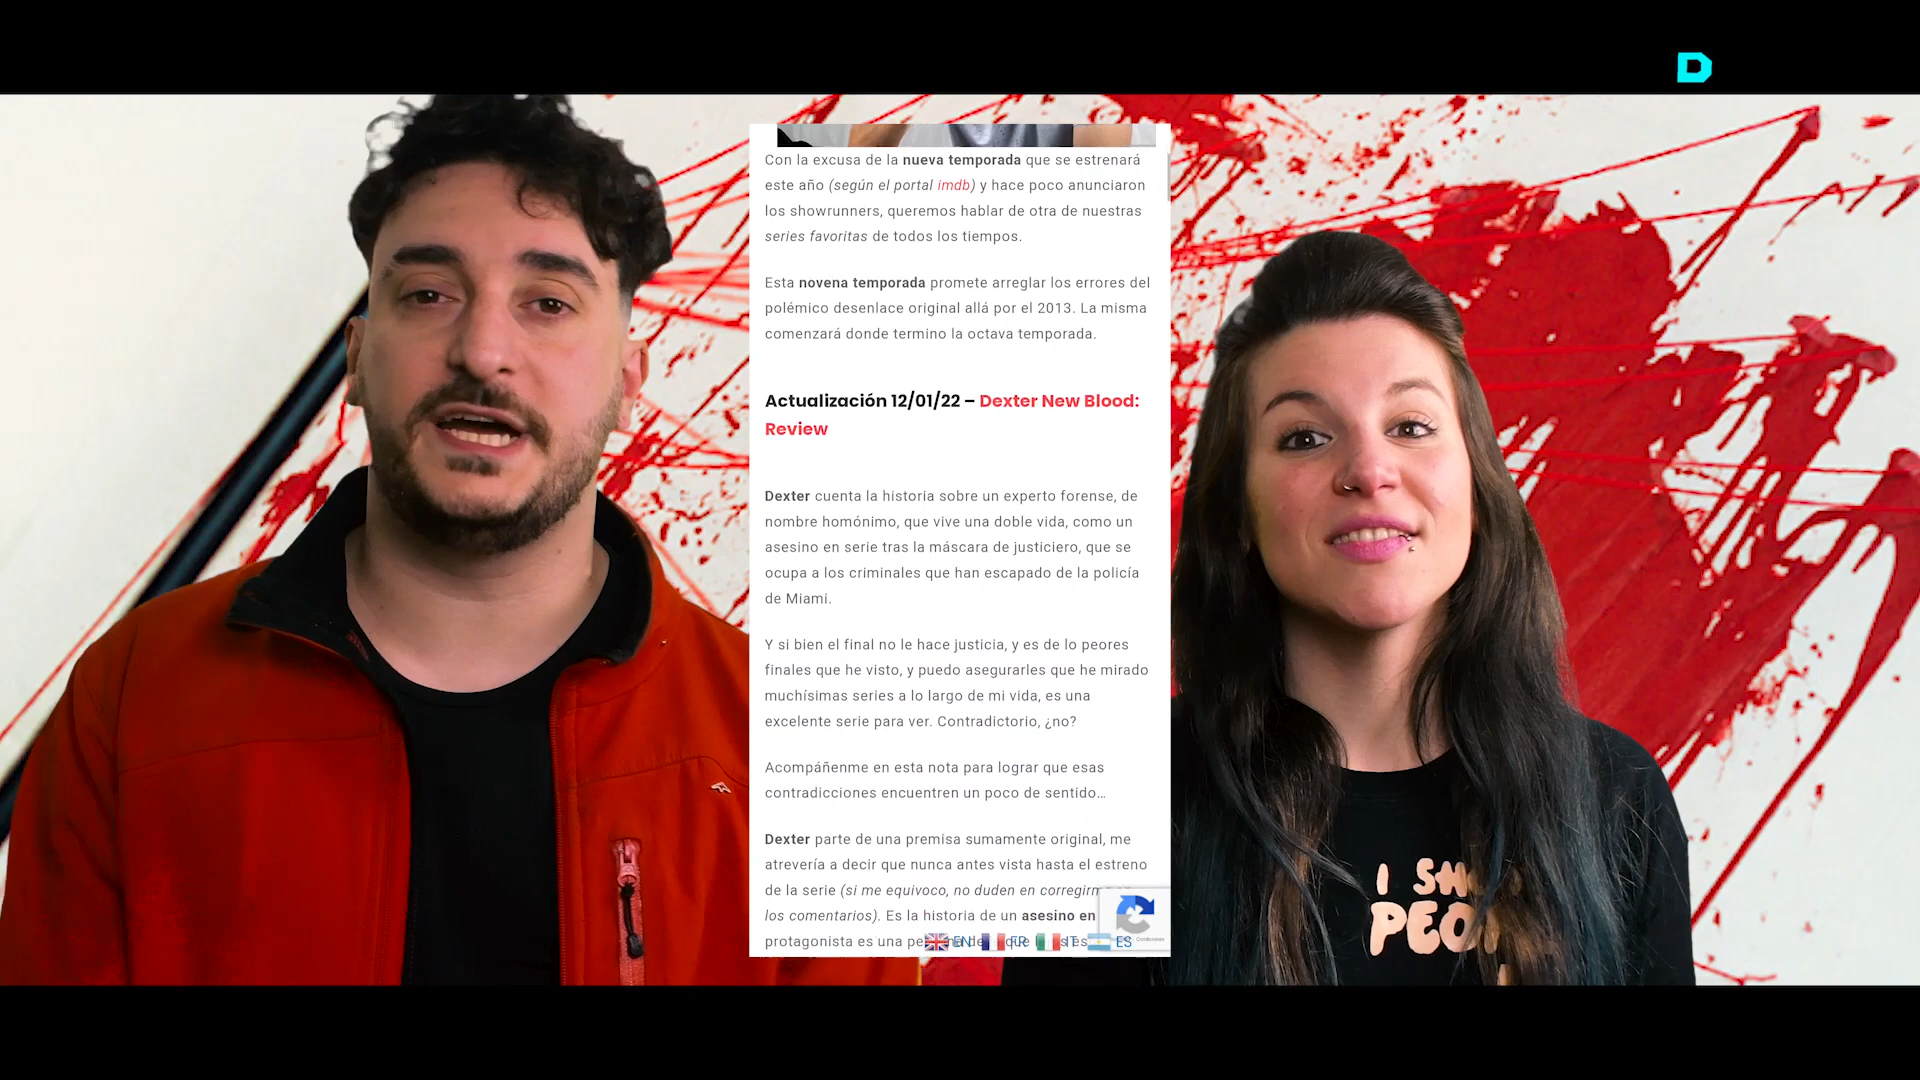 D
Con la excusa de la nueva temporada que se estrenará
este año (según el portal imdb) y hace poco anunciaron
los showrunners, queremos hablar de otra de nuestras
series favoritas de todos los tiempos.
Esta novena temporada promete arreglar los errores del
polémico desenlace original allá por el 2013. La misma
comenzará donde termino la octava temporada.
Actualización 12/01/22 – Dexter New Blood:
Review
Dexter cuenta la historia sobre un experto forense, de
nombre homónimo, que vive una doble vida, como un
asesino en serie tras la máscara de justiciero, que se
ocupa a los criminales que han escapado de la policía
de Miami.
Y si bien el final no le hace justicia, y es de lo peores
finales que he visto, y puedo asegurarles que he mirado
muchísimas series a lo largo de mi vida, es una
excelente serie para ver. Contradictorio, ¿no?
Acompáñenme en esta nota para lograr que esas
contradicciones encuentren un poco de sentido…
Dexter parte de una premisa sumamente original, me
atrevería a decir que nunca antes vista hasta el estreno
de la serie (si me equivoco, no duden en corregirme
los comentarios). Es la historia de un asesino en
protagonista es una
EN FR IT ES
I